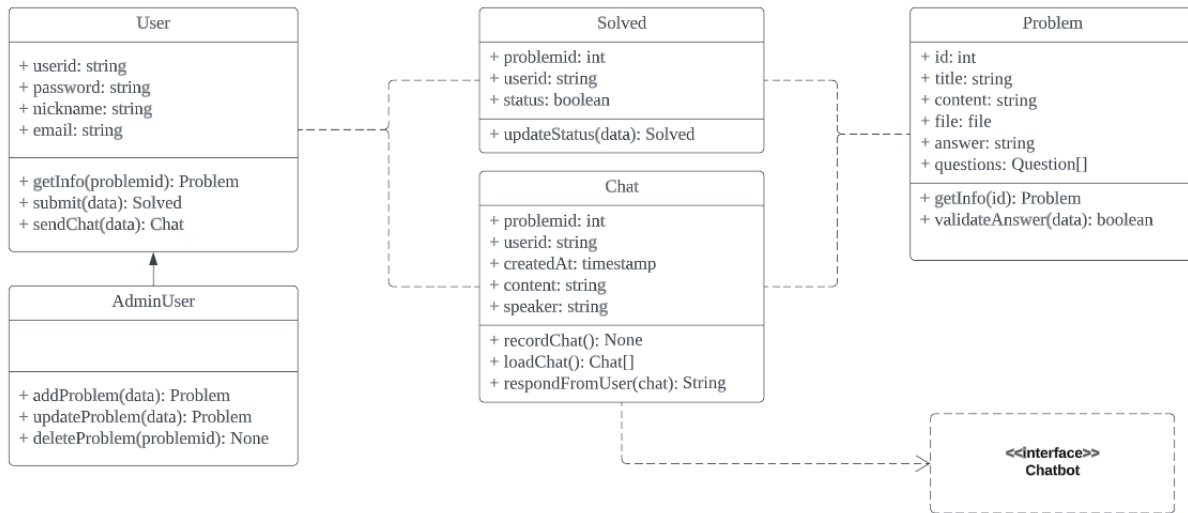 User
+ userid: string
+ password: string
+ nickname: string
+ email: string
+ getInfo(problemid): Problem
+ submit(data): Solved
+ sendChat(data): Chat
AdminUser
+ addProblem(data): Problem
+ updateProblem(data): Problem
+ deleteProblem(problemid): None
Solved
+ problemid: int
+ userid: string
+ status: boolean
+ updateStatus(data): Solved
Chat
+ problemid: int
+ userid: string
+ createdAt: timestamp
+ content: string
+ speaker: string
+ recordChat(): None
+ loadChat(): Chat[]
+ respondFromUser(chat): String
Problem
+ id: int
+ title: string
+ content: string
+ file: file
+ answer: string
+ questions: Question[]
+ getInfo(id): Problem
+ validateAnswer(data): boolean
<<interface>>
Chatbot